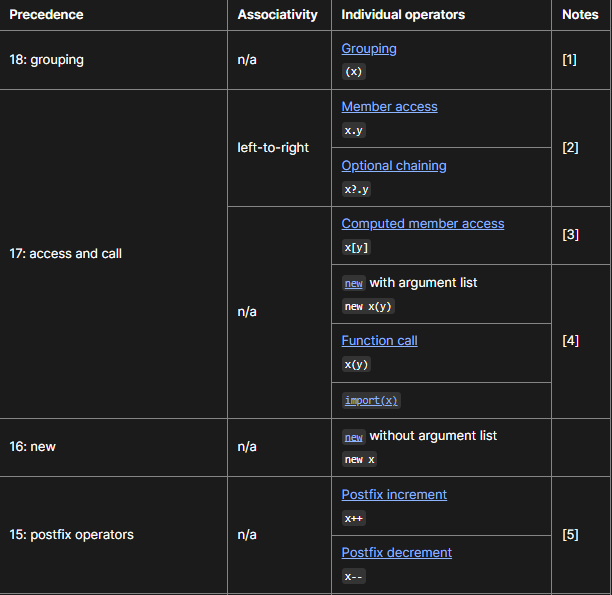 Precedence Associativity Individual operators Notes
18: grouping n/a Grouping [1]
(x)
17: access and call left-to-right Member access [2]
x.y
Optional chaining
x?.y
n/a Computed member access [3]
x[y]
new with argument list [4]
new x(y)
Function call
x(y)
import(x)
16: new n/a new without argument list
new x
15: postfix operators n/a Postfix increment [5]
x++
Postfix decrement
x--